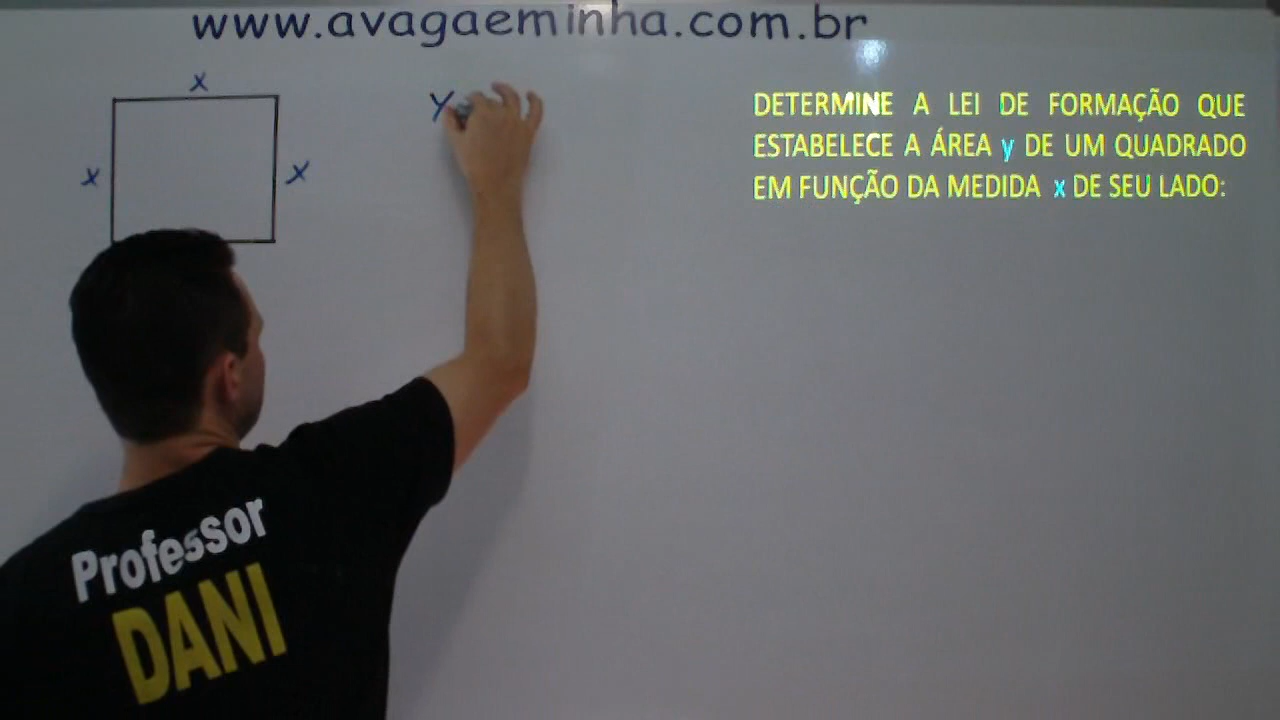 www.avagaeminha.com.br
x
x
x
y
DETERMINE A LEI DE FORMAÇÃO QUE
ESTABELECE A ÁREA y DE UM QUADRADO
EM FUNÇÃO DA MEDIDA x DE SEU LADO:
Professor
DANI